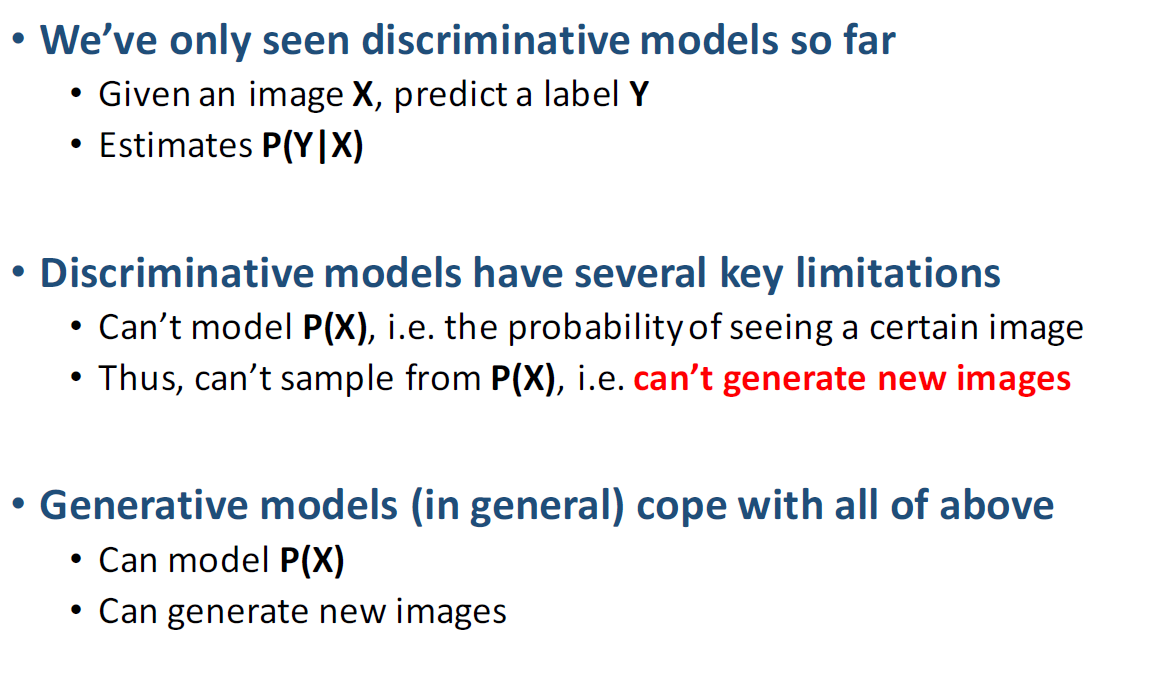 • We’ve only seen discriminative models so far
• Given an image X, predict a label Y
• Estimates P(Y|X)
• Discriminative models have several key limitations
• Can’t model P(X), i.e. the probability of seeing a certain image
• Thus, can’t sample from P(X), i.e. can’t generate new images
• Generative models (in general) cope with all of above
• Can model P(X)
• Can generate new images